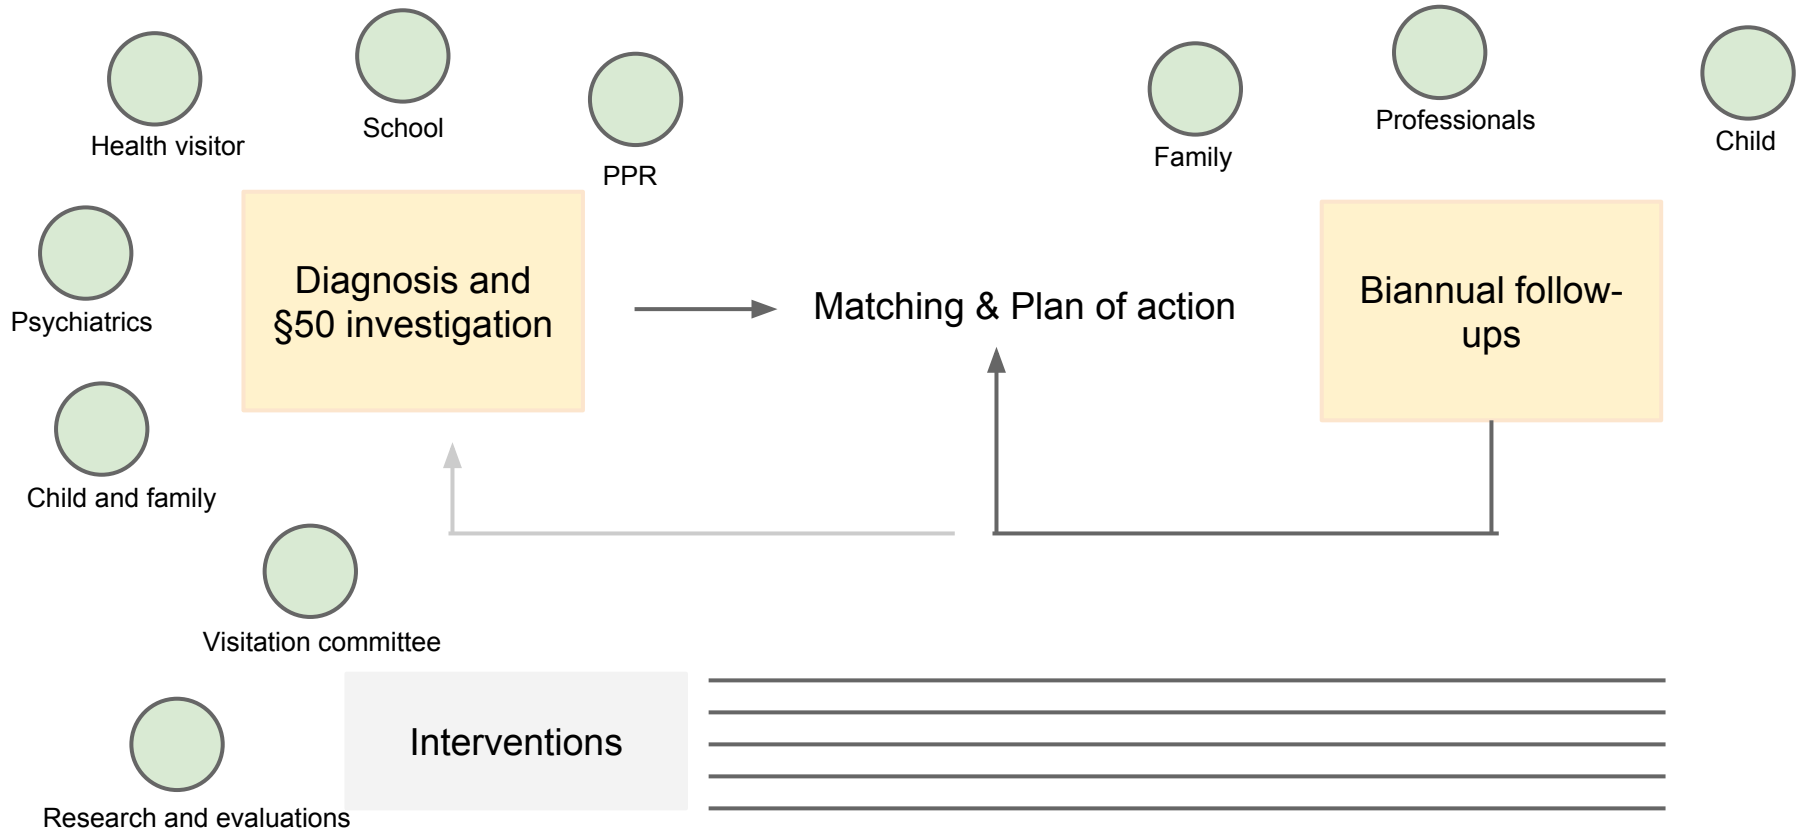 School
Professionals
Health visitor
Child
Family
PPR
Diagnosis and
§50 investigation
Matching & Plan of action
Biannual follow-
ups
Psychiatrics
Child and family
Visitation committee
Interventions
Research and evaluations